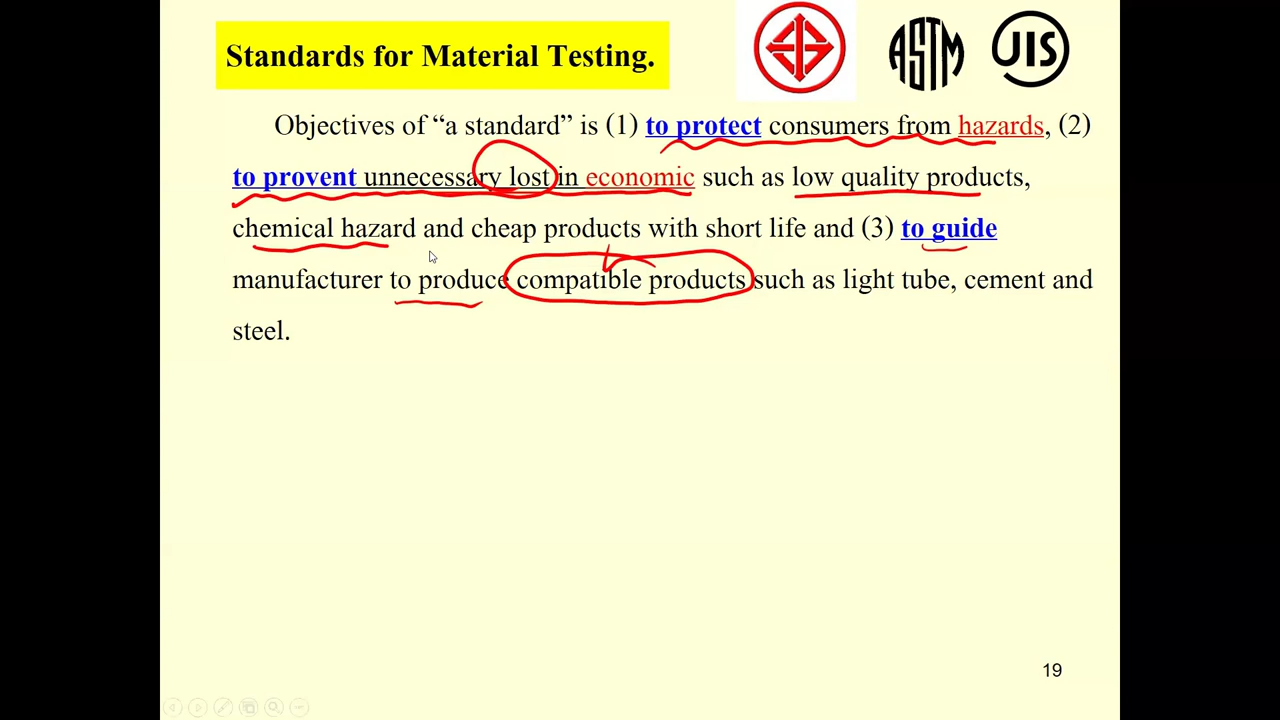 Standards for Material Testing.
ASTM
JIS
Objectives of “a standard” is (1) to protect consumers from hazards, (2)
to provent unnecessary lost in economic such as low quality products,
chemical hazard and cheap products with short life and (3) to guide
manufacturer to produce compatible products such as light tube, cement and
steel.
19